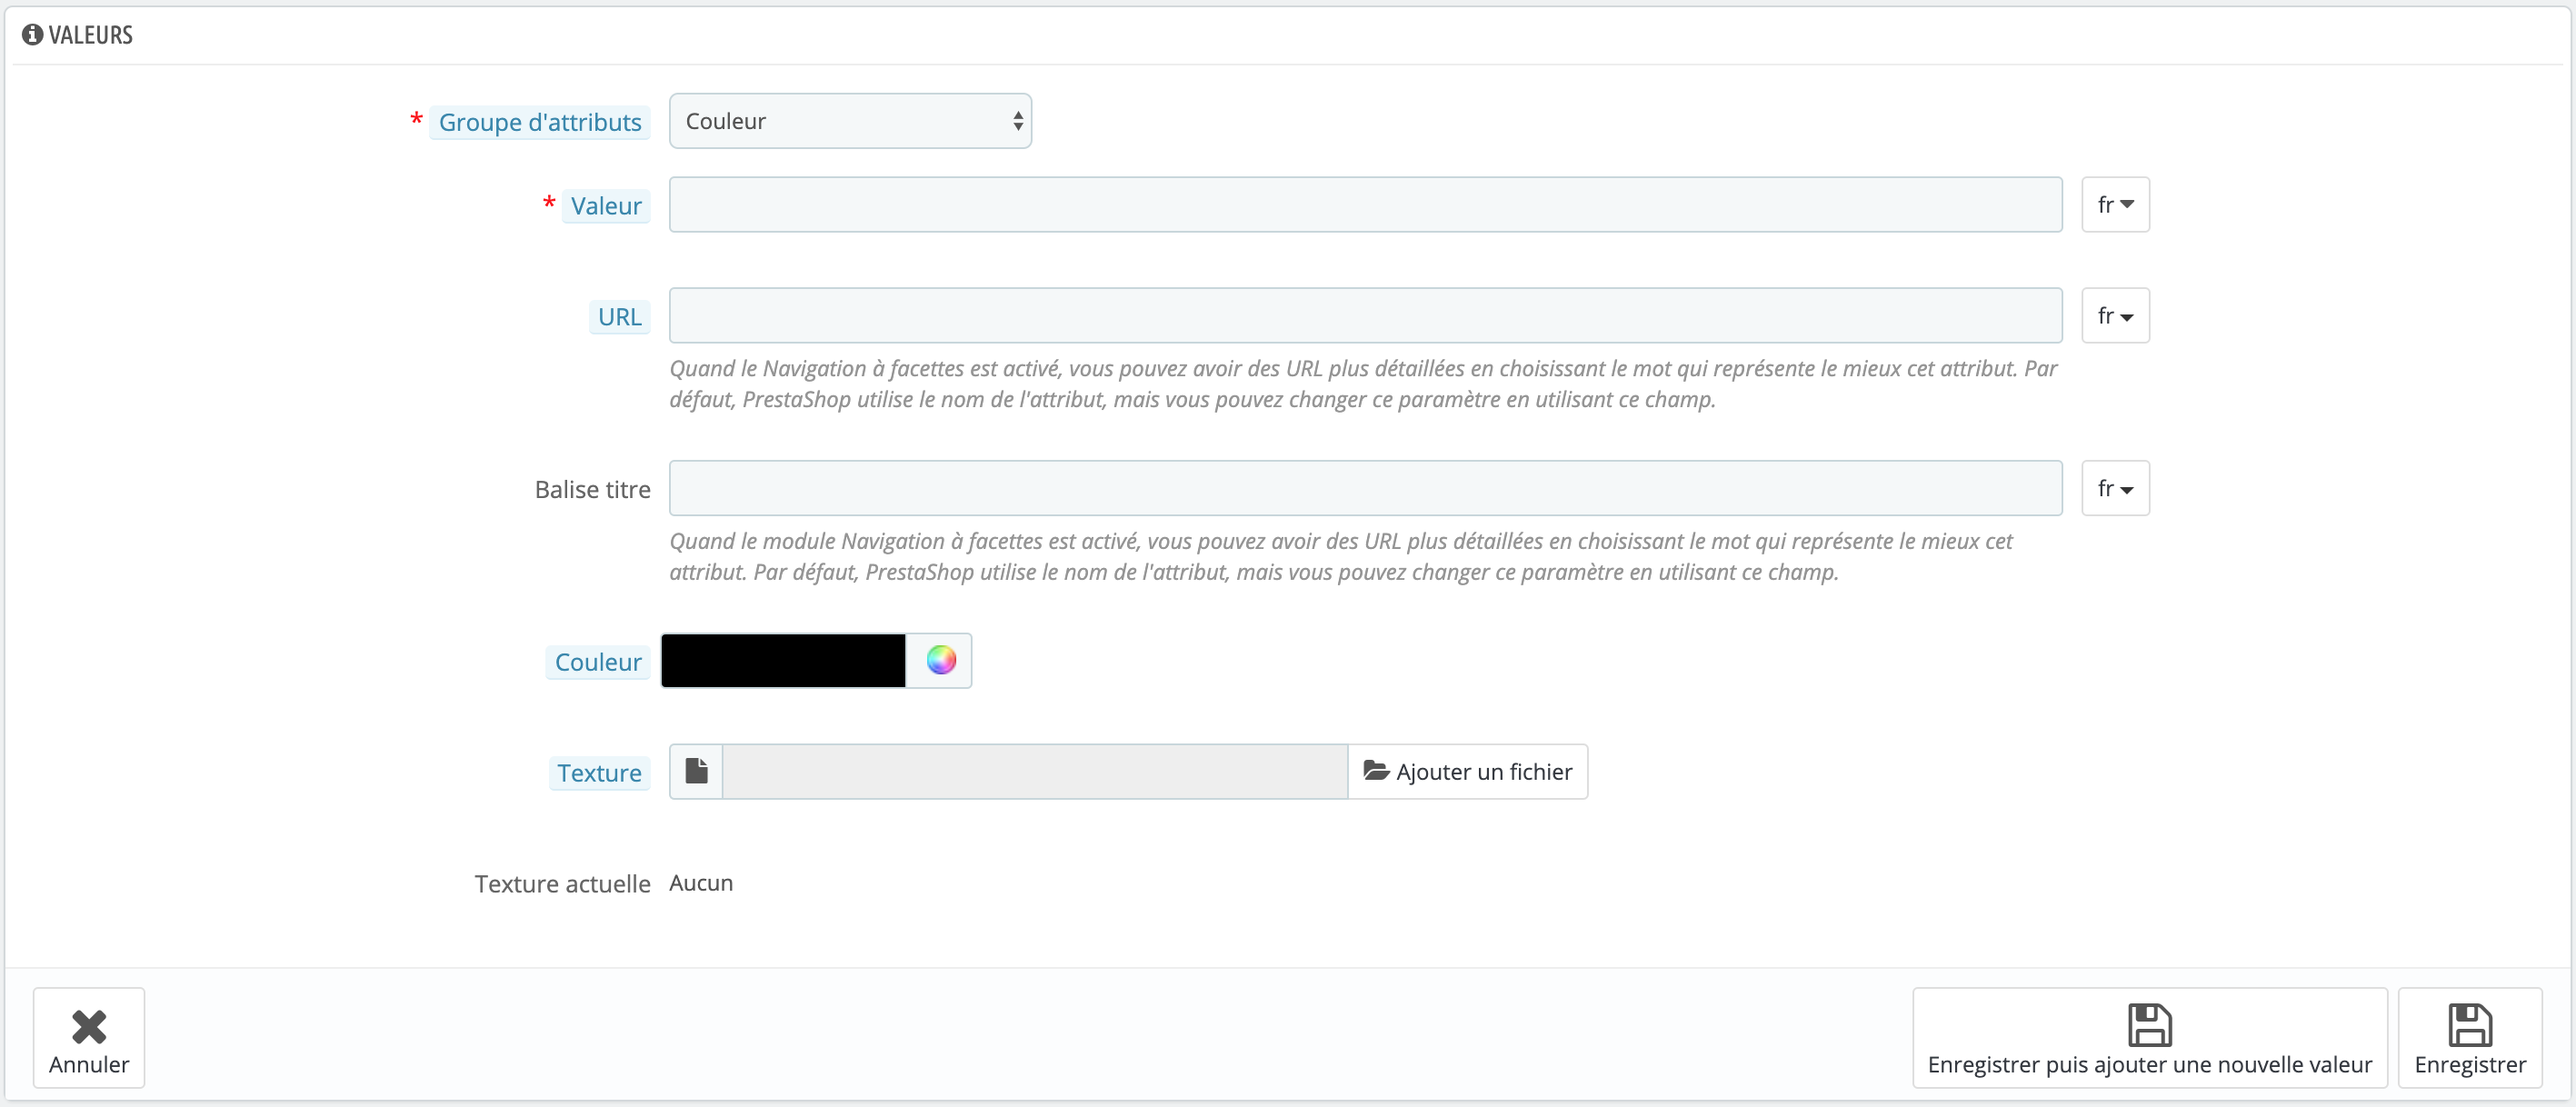 VALEURS
* Groupe d'attributs Couleur
* Valeur fr
URL fr
Quand le Navigation à facettes est activé, vous pouvez avoir des URL plus détaillées en choisissant le mot qui représente le mieux cet attribut. Par
défaut, PrestaShop utilise le nom de l'attribut, mais vous pouvez changer ce paramètre en utilisant ce champ.
Balise titre fr
Quand le module Navigation à facettes est activé, vous pouvez avoir des URL plus détaillées en choisissant le mot qui représente le mieux cet
attribut. Par défaut, PrestaShop utilise le nom de l'attribut, mais vous pouvez changer ce paramètre en utilisant ce champ.
Couleur
Texture Ajouter un fichier
Texture actuelle Aucun
Annuler Enregistrer puis ajouter une nouvelle valeur Enregistrer